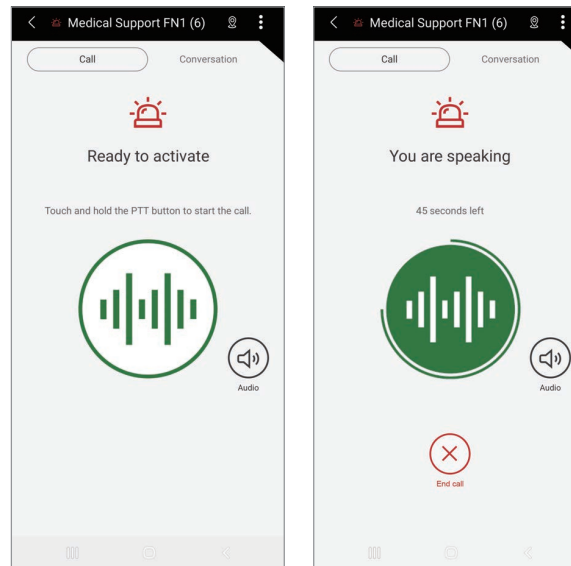 Medical Support FN1 (6)
Call
Conversation
Ready to activate
Touch and hold the PTT button to start the call.
Audio
Medical Support FN1 (6)
Call
Conversation
You are speaking
45 seconds left
Audio
End call